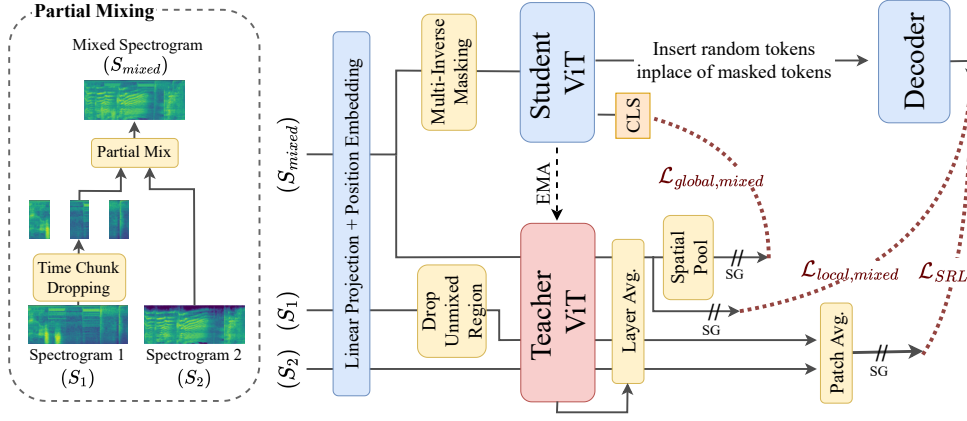 Partial Mixing
Mixed Spectrogram
(S_mixed)
Partial Mix
Time Chunk
Dropping
Spectrogram 1
(S_1)
Spectrogram 2
(S_2)
(S_mixed)
(S_1)
(S_2)
Linear Projection + Position Embedding
Multi-Inverse
Masking
Student
ViT
CLS
Insert random tokens
inplace of masked tokens
Decoder
EMA
Drop
Unmixed
Region
Teacher
ViT
Layer Avg.
Spatial
Pool
SG
SG
Patch Avg.
SG
ℒ_global,mixed
ℒ_local,mixed
ℒ_SRL